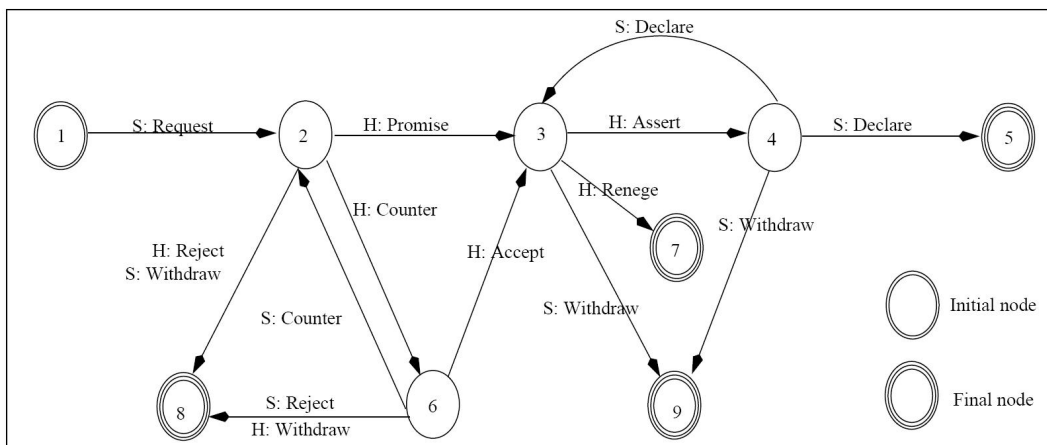 S: Declare
1
S: Request
2
H: Promise
3
H: Assert
4
S: Declare
5
H: Renege
H: Counter
S: Withdraw
H: Reject
S: Withdraw
H: Accept
7
S: Counter
S: Withdraw
Initial node
8
S: Reject
H: Withdraw
6
9
Final node